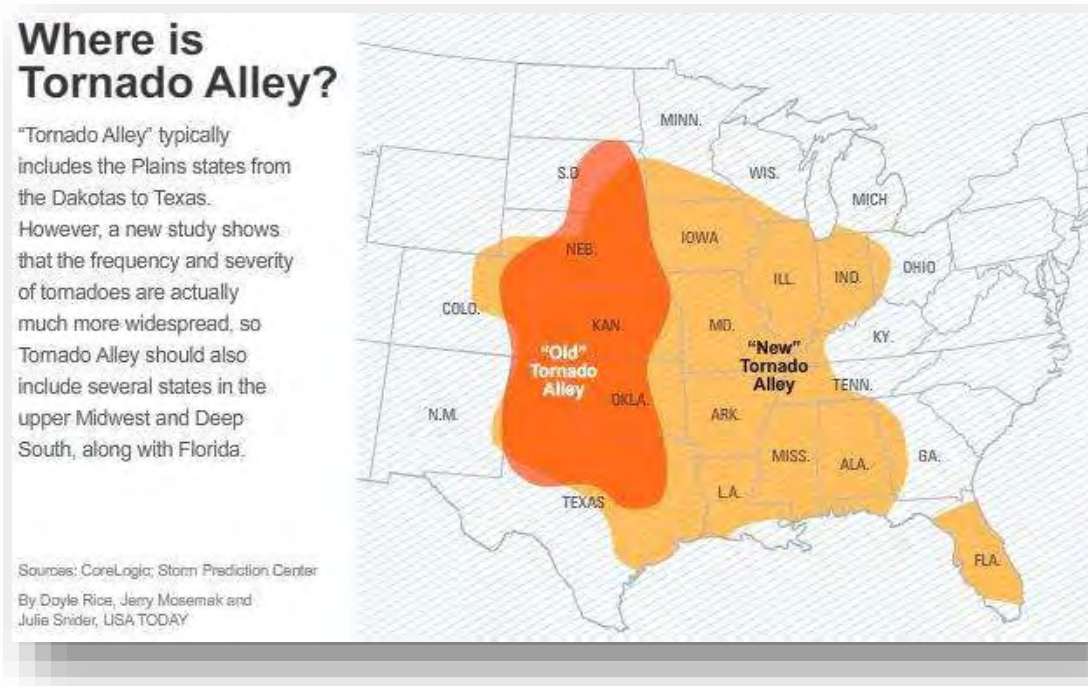 Where is
Tornado Alley?
“Tornado Alley” typically
includes the Plains states from
the Dakotas to Texas.
However, a new study shows
that the frequency and severity
of tornadoes are actually
much more widespread, so
Tornado Alley should also
include several states in the
upper Midwest and Deep
South, along with Florida.
Sources: CoreLogic; Storm Prediction Center
By Doyle Rice, Jerry Mosemak and
Julie Snider, USA TODAY
MINN.
S.D
WIS.
MICH
IOWA
NEB.
OHIO
ILL.
IND.
COLO.
KAN.
MO.
KY.
“Old”
Tornado
Alley
“New”
Tornado
Alley
TENN.
OKLA.
N.M.
ARK.
MISS.
ALA.
GA.
L.A.
TEXAS
FLA.